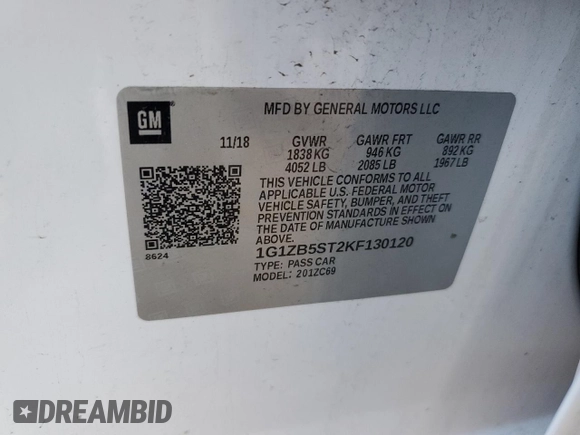 GM
MFD BY GENERAL MOTORS LLC
11/18 GVWR GAWR FRT GAWR RR
1838 KG 946 KG 892 KG
4052 LB 2085 LB 1967 LB
THIS VEHICLE CONFORMS TO ALL
APPLICABLE U.S. FEDERAL MOTOR
VEHICLE SAFETY, BUMPER, AND THEFT
PREVENTION STANDARDS IN EFFECT ON
THE DATE OF MANUFACTURE SHOWN
ABOVE.
1G1ZB5ST2KF130120
8624
TYPE: PASS CAR
MODEL: 201ZC69
DREAMBID